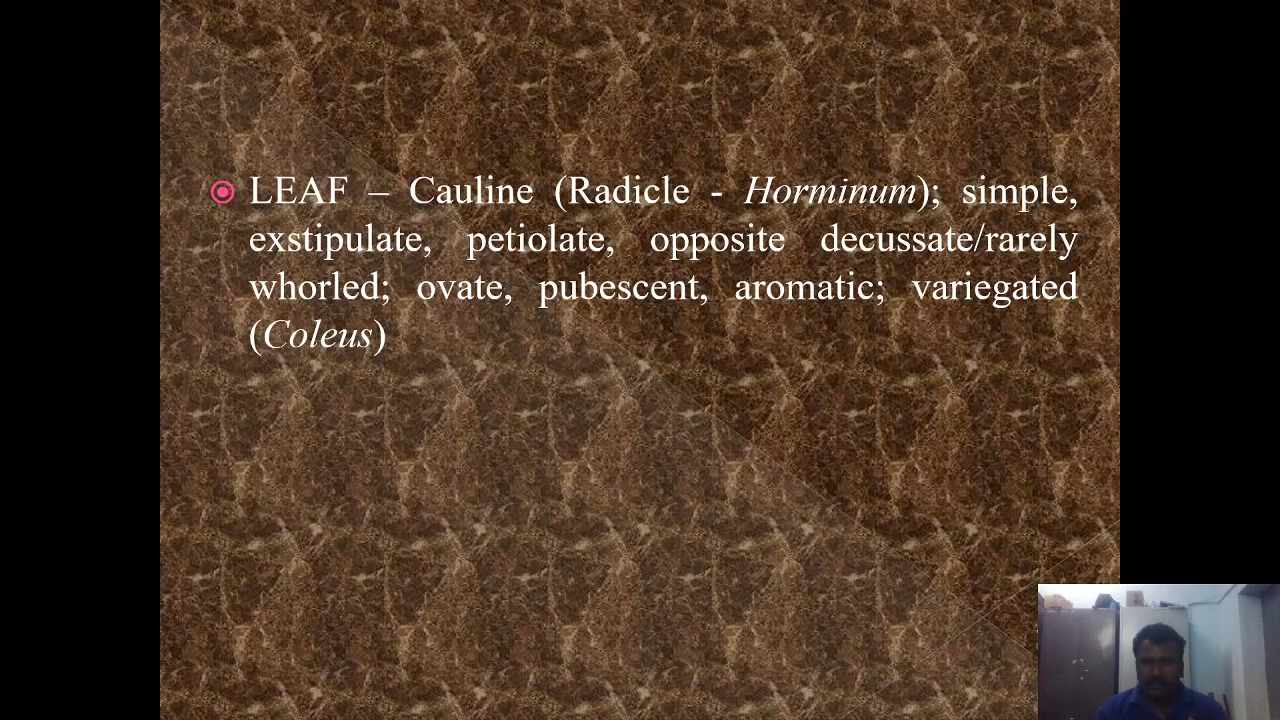 LEAF – Cauline (Radicle - Horminum); simple,
exstipulate, petiolate, opposite decussate/rarely
whorled; ovate, pubescent, aromatic; variegated
(Coleus)